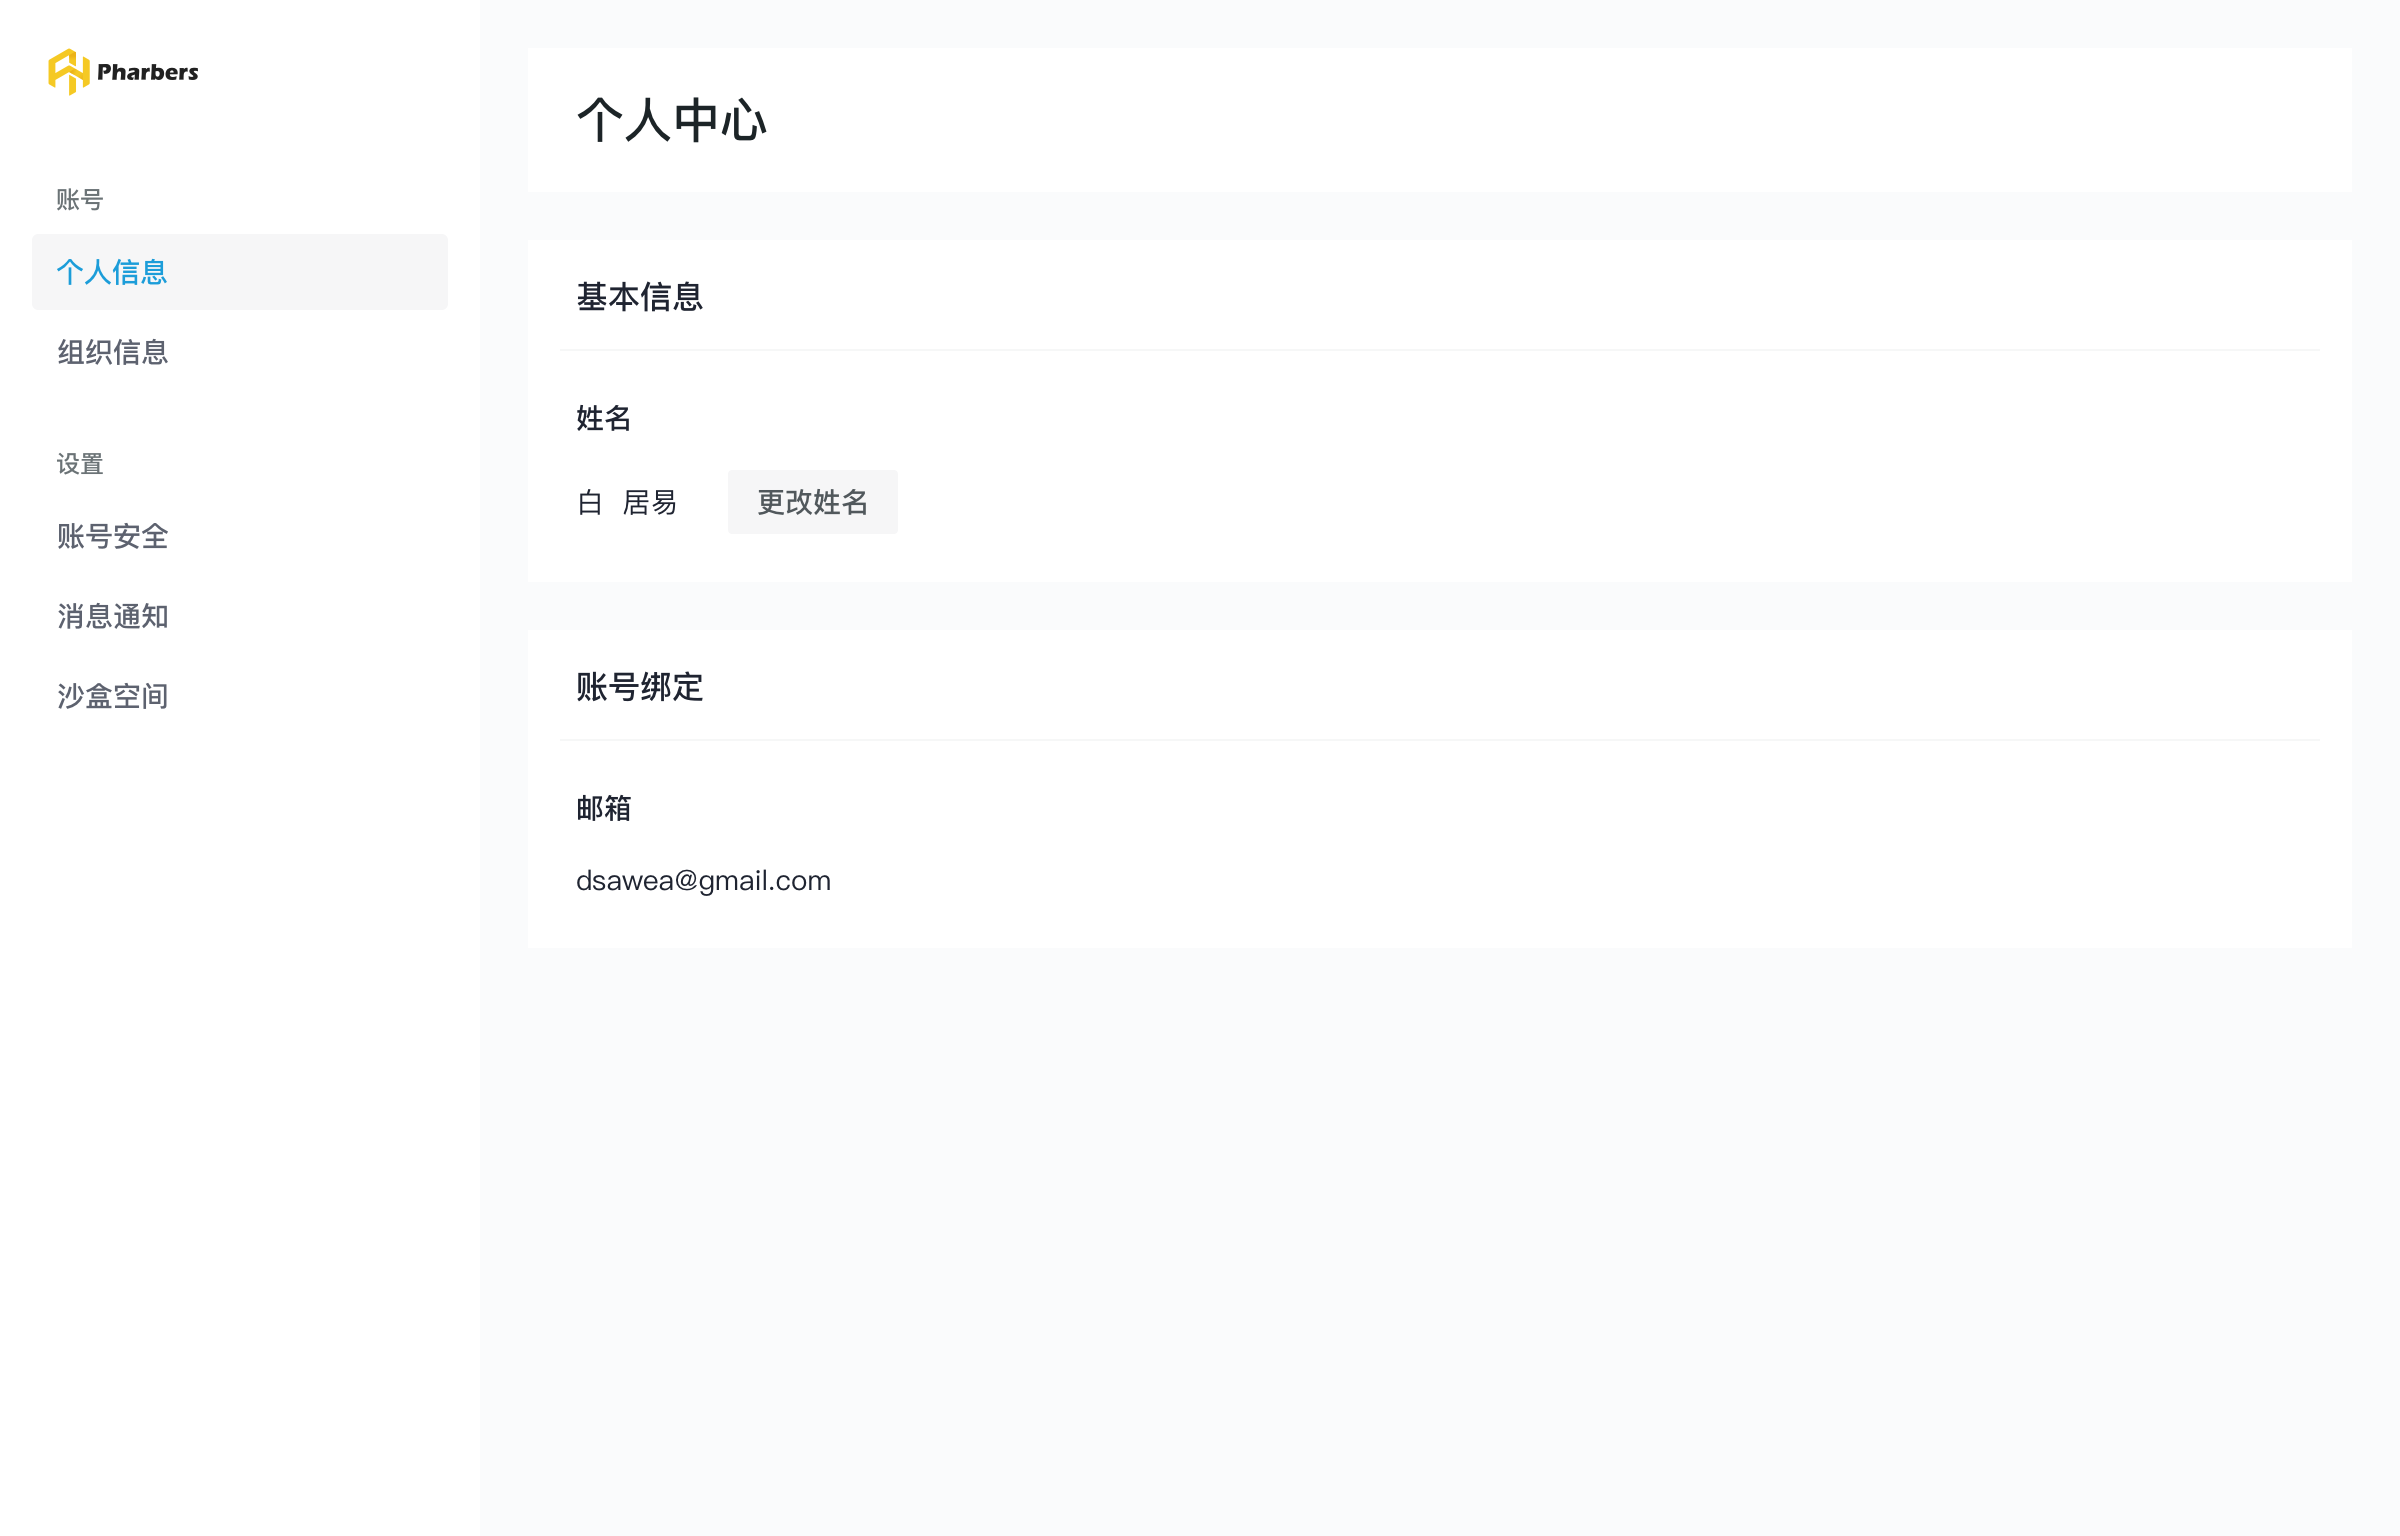 Pharbers
账号
个人信息
组织信息
设置
账号安全
消息通知
沙盒空间
个人中心
基本信息
姓名
白 居易
更改姓名
账号绑定
邮箱
dsawea@gmail.com